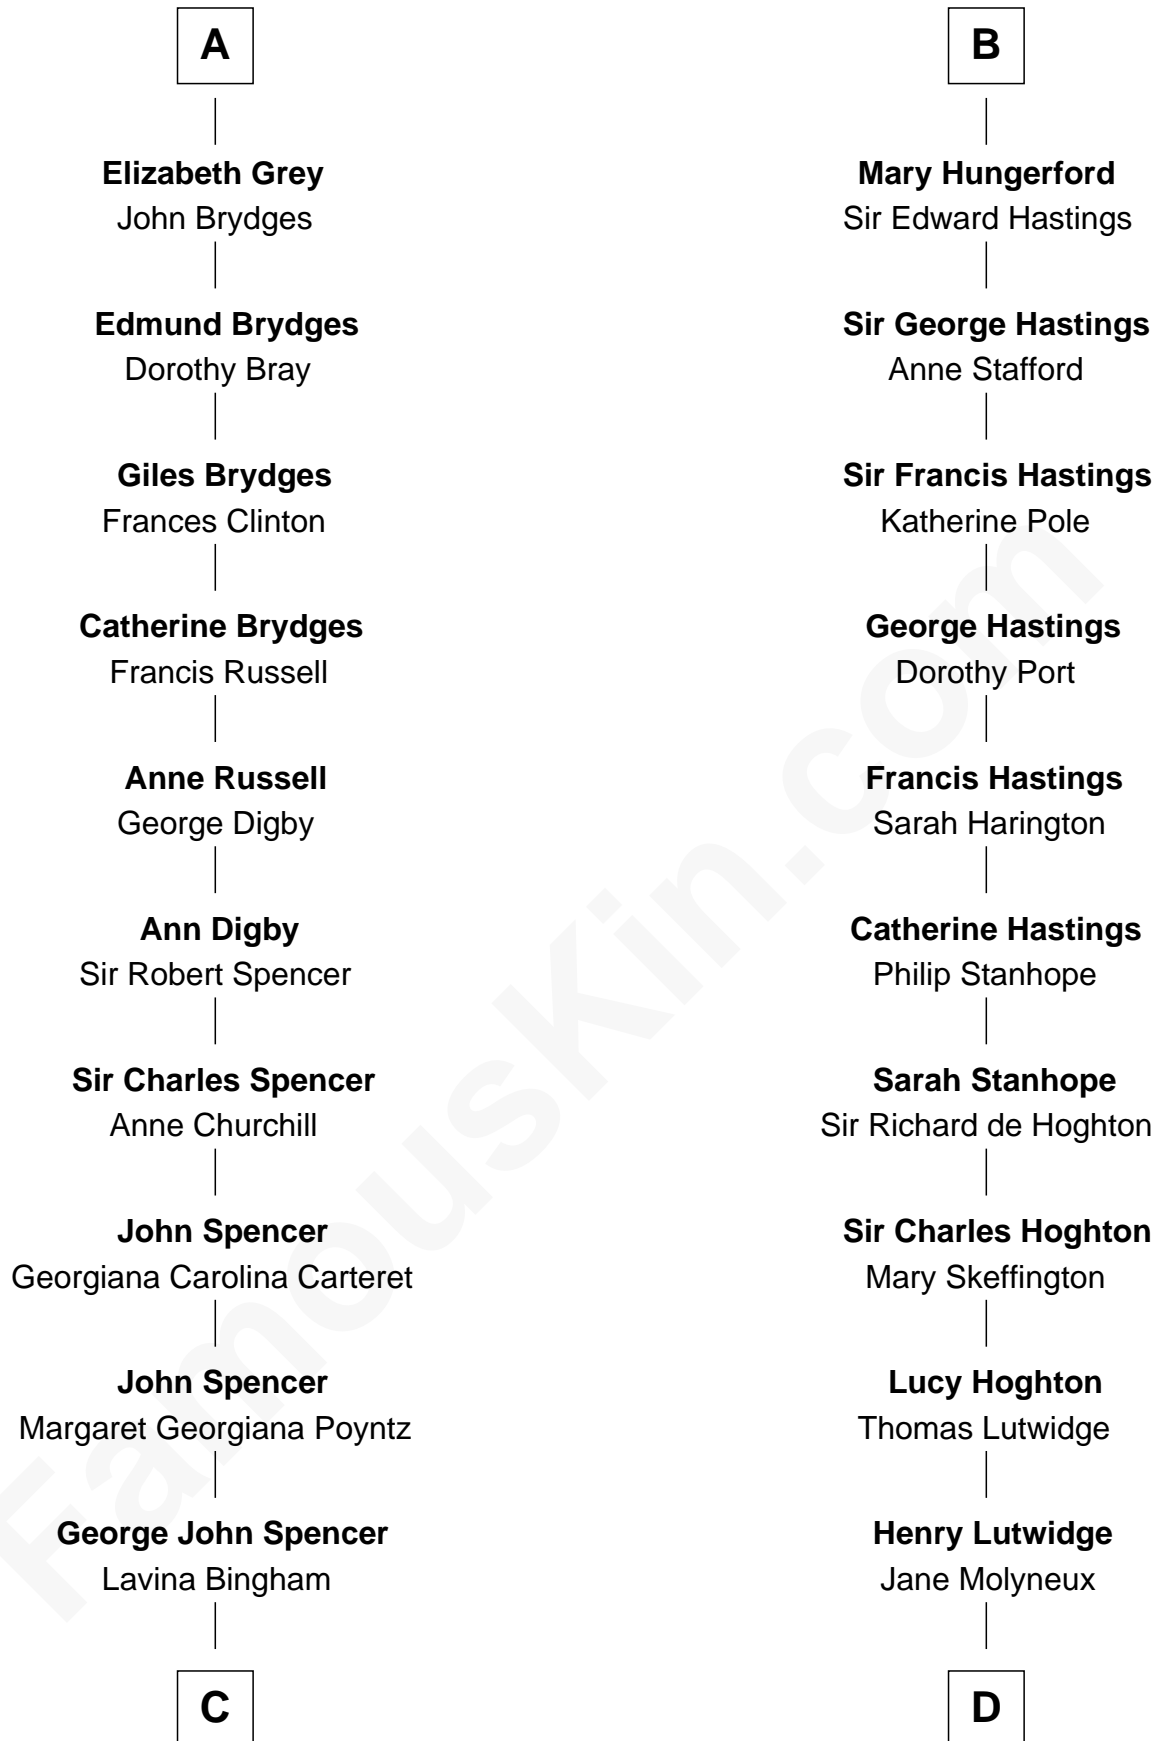 A
Elizabeth Grey
John Brydges
Edmund Brydges
Dorothy Bray
Giles Brydges
Frances Clinton
Catherine Brydges
Francis Russell
Anne Russell
George Digby
Ann Digby
Sir Robert Spencer
Sir Charles Spencer
Anne Churchill
John Spencer
Georgiana Carolina Carteret
John Spencer
Margaret Georgiana Poyntz
George John Spencer
Lavina Bingham
C
B
Mary Hungerford
Sir Edward Hastings
Sir George Hastings
Anne Stafford
Sir Francis Hastings
Katherine Pole
George Hastings
Dorothy Port
Francis Hastings
Sarah Harington
Catherine Hastings
Philip Stanhope
Sarah Stanhope
Sir Richard de Hoghton
Sir Charles Hoghton
Mary Skeffington
Lucy Hoghton
Thomas Lutwidge
Henry Lutwidge
Jane Molyneux
D
FamousKin.com